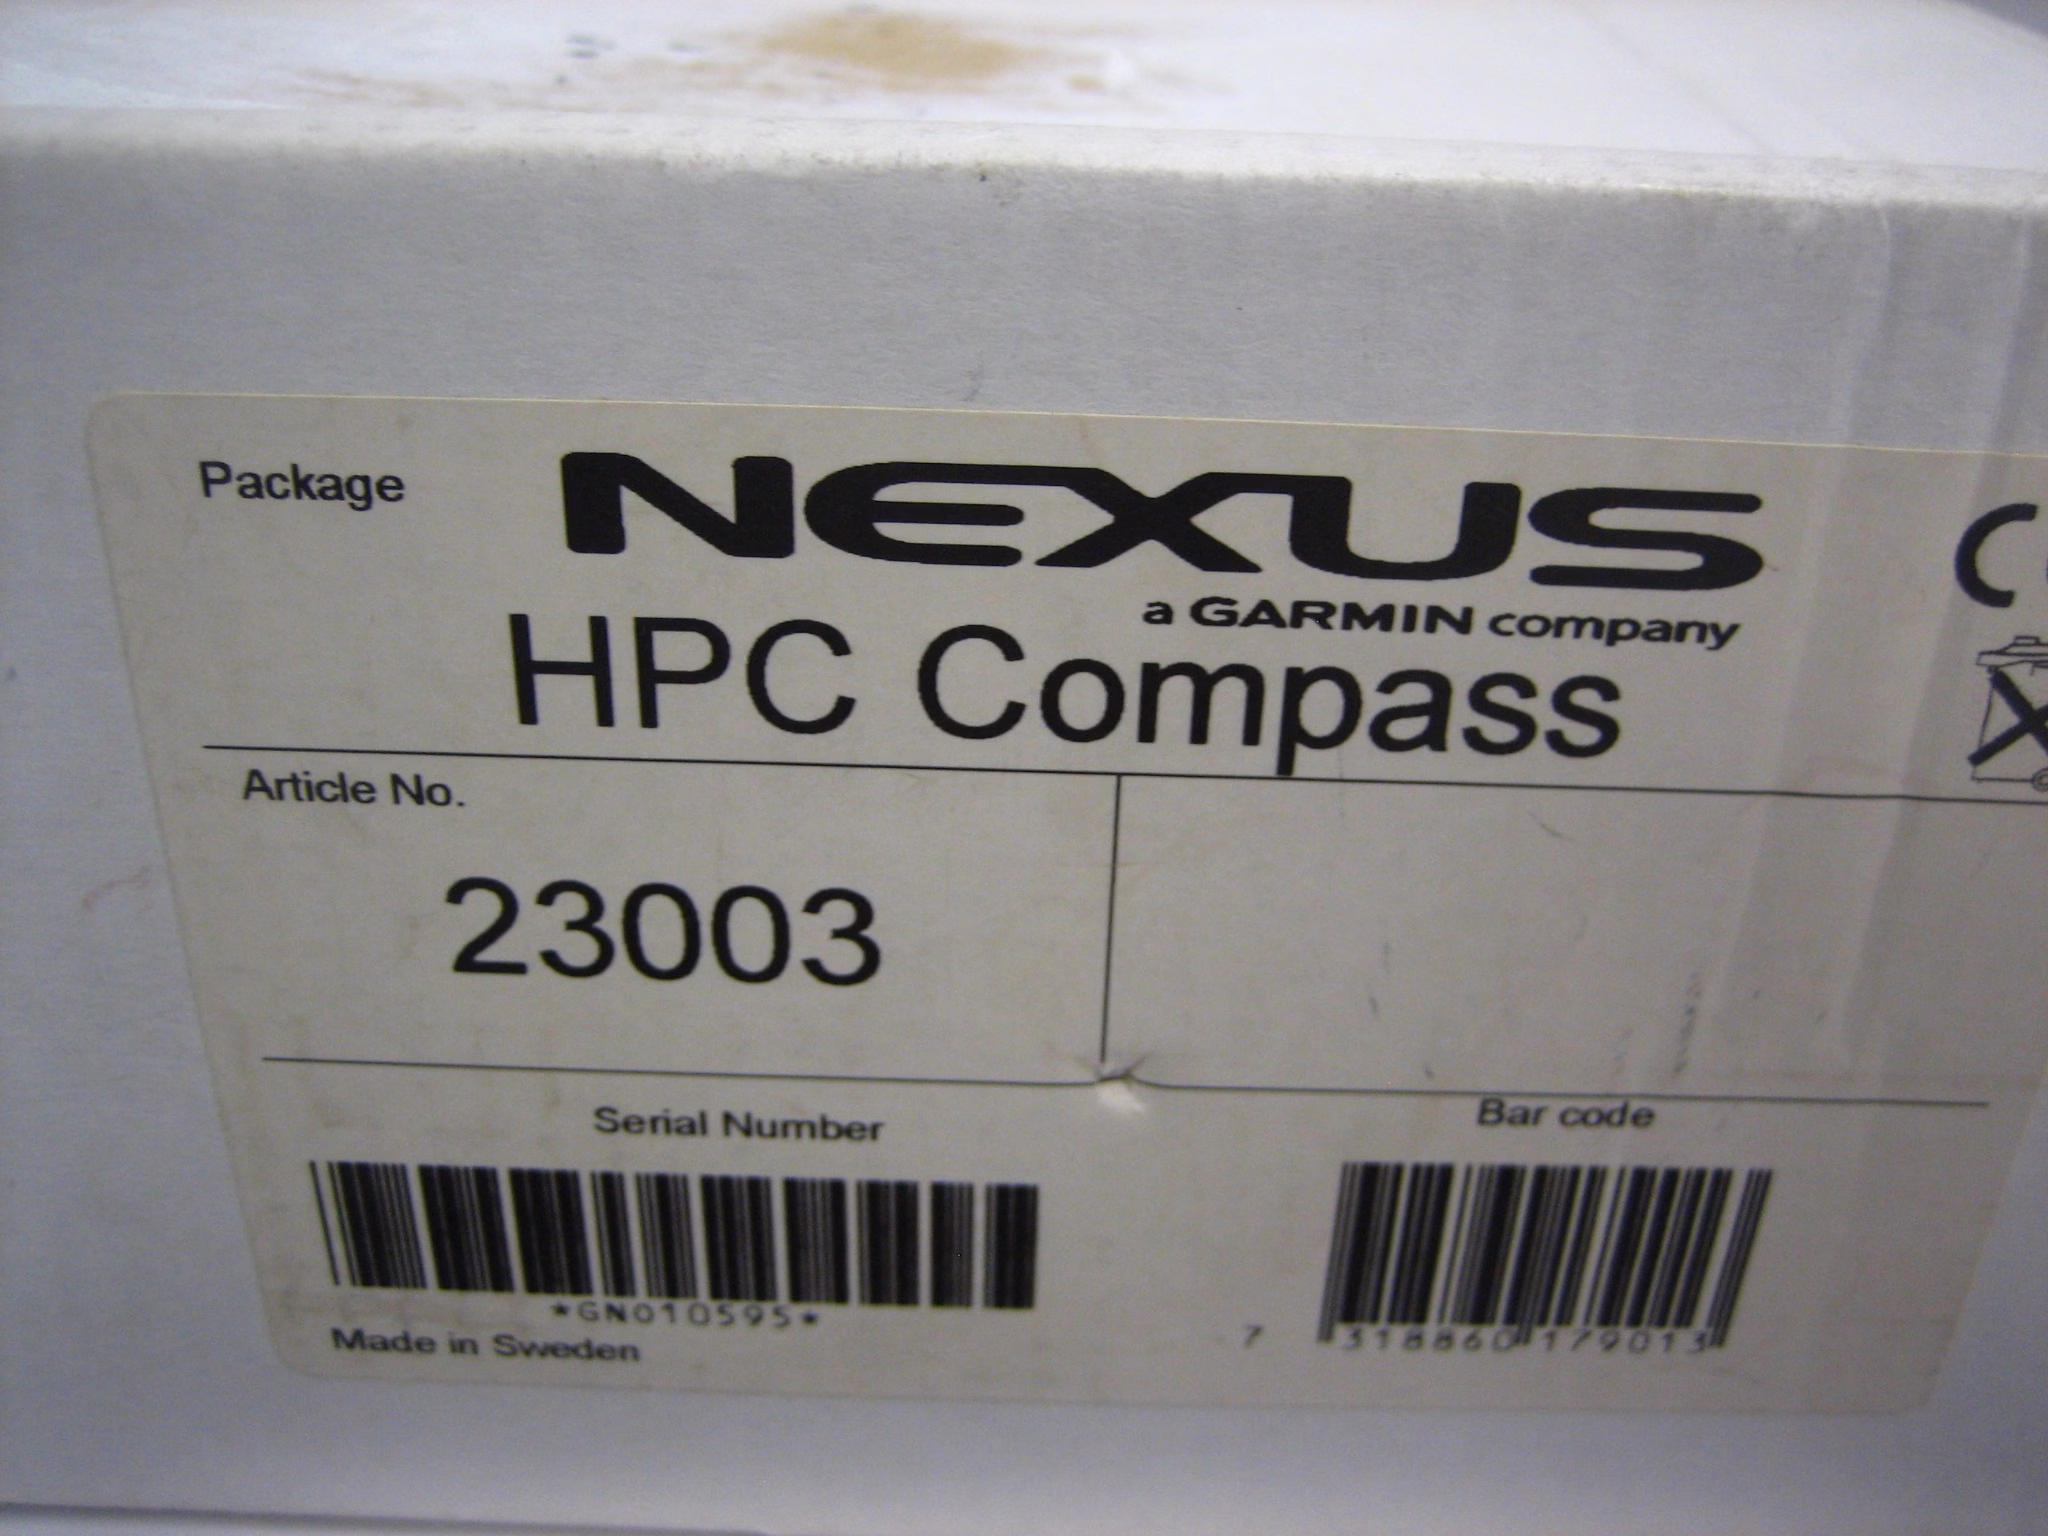 Package
NEXUS
a GARMIN company
HPC Compass
Article No.
23003
Serial Number
Bar code
*GN010595*
7 318860 179013
Made in Sweden